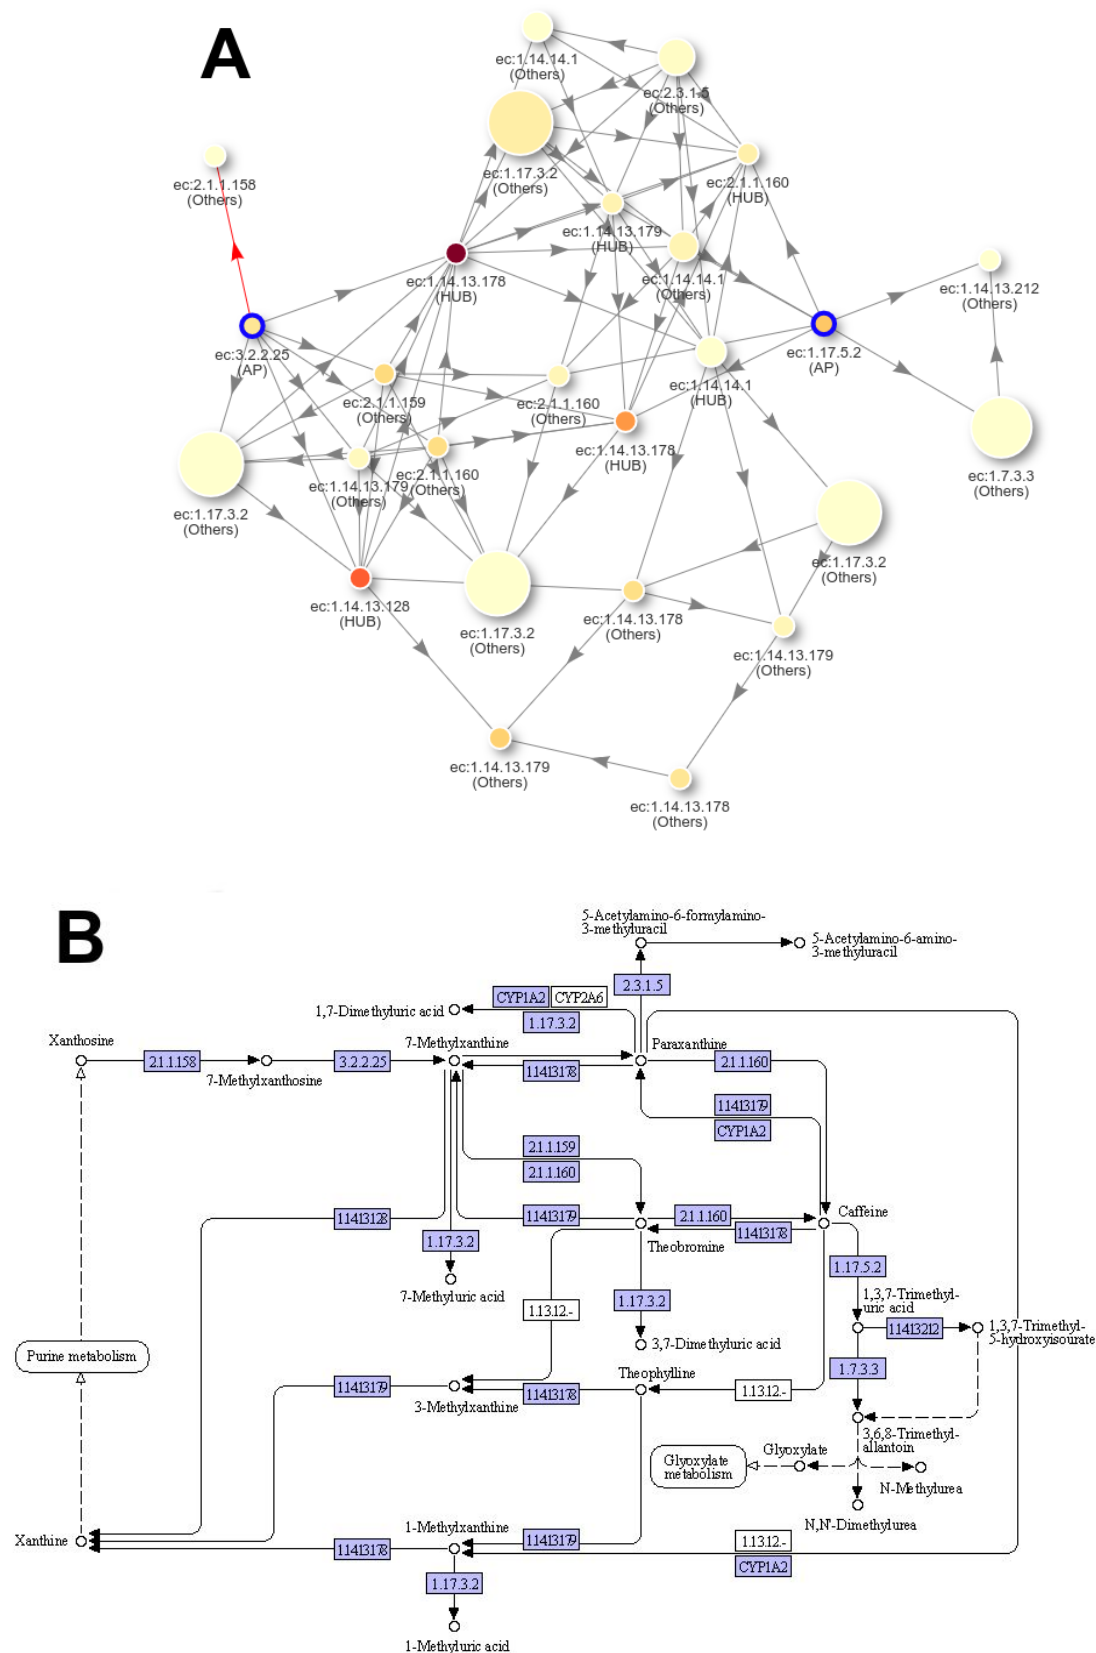 A
ec:1.14.14.1
(Others)
ec:2.3.1.5
(Others)
ec:1.17.3.2
(Others)
ec:2.1.1.158
(Others)
ec:2.1.1.160
(HUB)
ec:1.14.13.179
(HUB)
ec:1.14.13.178
(HUB)
ec:1.14.14.1
(Others)
ec:1.14.13.212
(Others)
ec:3.2.2.25
(AP)
ec:1.17.5.2
(AP)
ec:1.14.14.1
(HUB)
ec:2.1.1.159
(Others)
ec:2.1.1.160
(Others)
ec:1.14.13.178
(HUB)
ec:1.7.3.3
(Others)
ec:1.14.13.179
(Others)
ec:2.1.1.160
(Others)
ec:1.17.3.2
(Others)
ec:1.17.3.2
(Others)
ec:1.14.13.128
(HUB)
ec:1.17.3.2
(Others)
ec:1.14.13.178
(Others)
ec:1.14.13.179
(Others)
ec:1.14.13.179
(Others)
ec:1.14.13.178
(Others)
B
5-Acetylamino-6-formylamino-
3-methyluracil
5-Acetylamino-6-amino-
3-methyluracil
2.3.1.5
CYP1A2
CYP2A6
1,7-Dimethyluric acid
1.17.3.2
Xanthosine
7-Methylxanthine
Paraxanthine
2.1.1.158
3.2.2.25
2.1.1.160
7-Methylxanthosine
1.14.13.178
1.14.13.179
CYP1A2
2.1.1.159
2.1.1.160
1.14.13.128
1.14.13.179
2.1.1.160
Caffeine
1.14.13.178
1.17.3.2
Theobromine
1.17.5.2
7-Methyluric acid
1.13.12.-
1.17.3.2
1,3,7-Trimethyl-
uric acid
1.14.13.212
1,3,7-Trimethyl-
5-hydroxyisourate
3,7-Dimethyluric acid
Purine metabolism
1.7.3.3
Theophylline
1.14.13.179
1.14.13.178
1.13.12.-
3-Methylxanthine
3,6,8-Trimethyl-
allantoin
Glyoxylate
metabolism
Glyoxylate
N-Methylurea
N,N'-Dimethylurea
Xanthine
1-Methylxanthine
1.14.13.179
1.13.12.-
1.14.13.178
CYP1A2
1.17.3.2
1-Methyluric acid